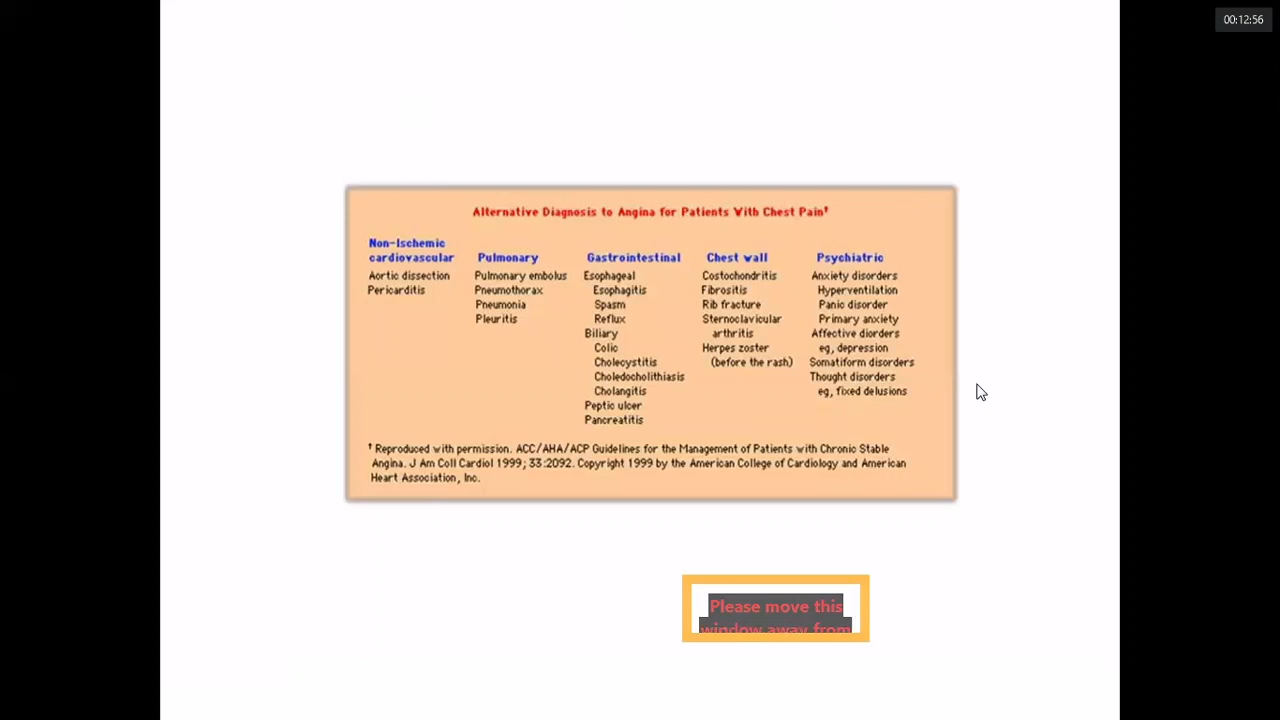 00:12:56
Alternative Diagnosis to Angina for Patients With Chest Pain†
Non-Ischemic cardiovascular
Aortic dissection
Pericarditis
Pulmonary
Pulmonary embolus
Pneumothorax
Pneumonia
Pleuritis
Gastrointestinal
Esophageal
Esophagitis
Spasm
Reflux
Biliary
Colic
Cholecystitis
Choledocholithiasis
Cholangitis
Peptic ulcer
Pancreatitis
Chest wall
Costochondritis
Fibrositis
Rib fracture
Sternoclavicular
arthritis
Herpes zoster
(before the rash)
Psychiatric
Anxiety disorders
Hyperventilation
Panic disorder
Primary anxiety
Affective diorders
eg, depression
Somatiform disorders
Thought disorders
eg, fixed delusions
† Reproduced with permission. ACC/AHA/ACP Guidelines for the Management of Patients with Chronic Stable
Angina. J Am Coll Cardiol 1999; 33:2092. Copyright 1999 by the American College of Cardiology and American
Heart Association, Inc.
Please move this
window away from